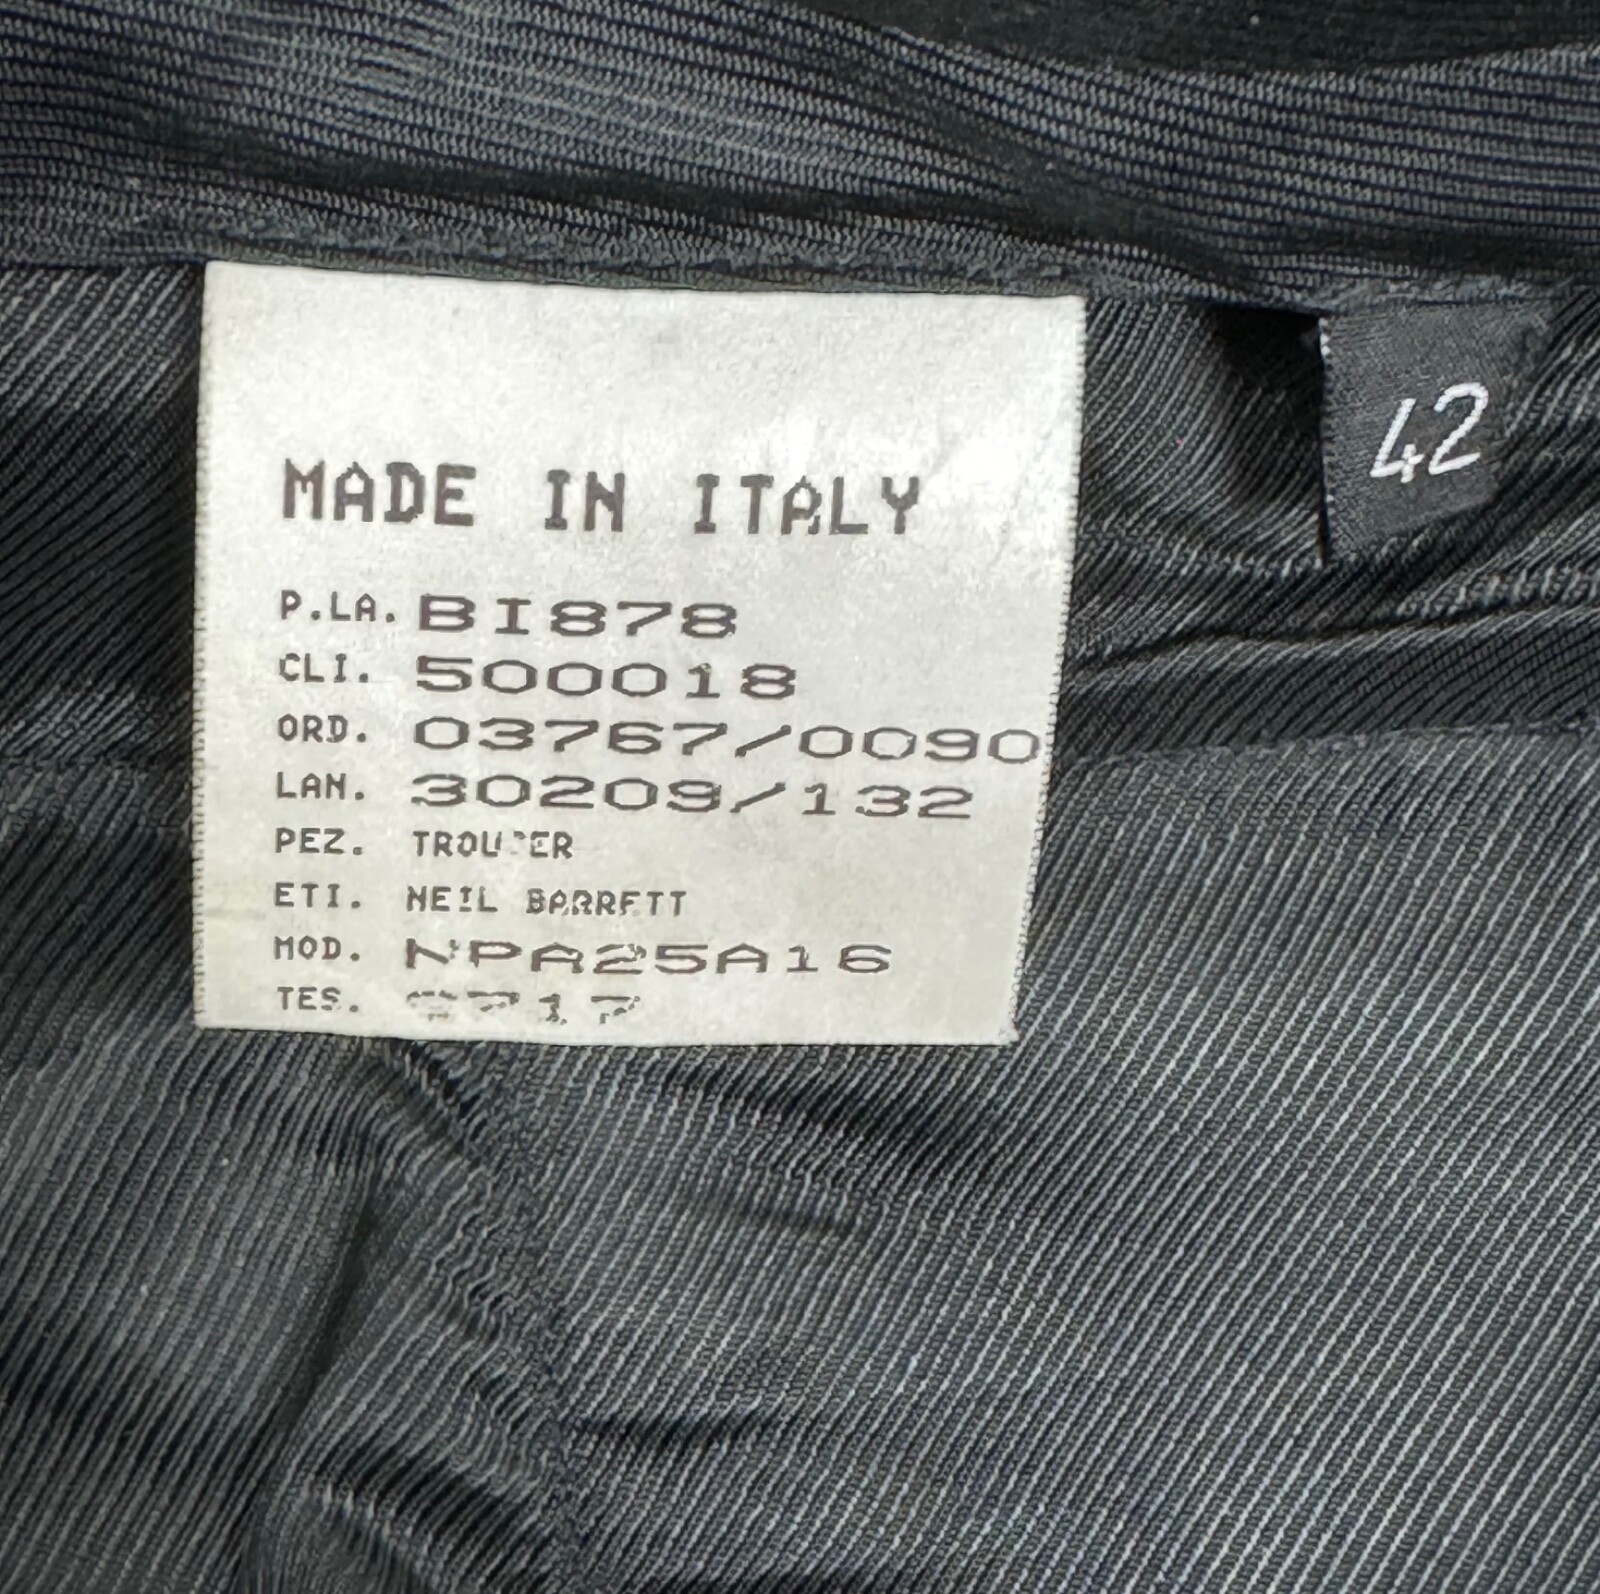 MADE IN ITALY
P.LA. BI878
CLI. 500018
ORD. 03767/0090
LAN. 30209/132
PEZ. TROUSER
ETI. NEIL BARRETT
MOD. NPA25A16
TES.
42